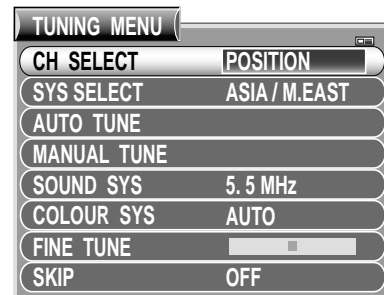 TUNING MENU
CH SELECT POSITION
SYS SELECT ASIA / M.EAST
AUTO TUNE
MANUAL TUNE
SOUND SYS 5. 5 MHz
COLOUR SYS AUTO
FINE TUNE
SKIP OFF